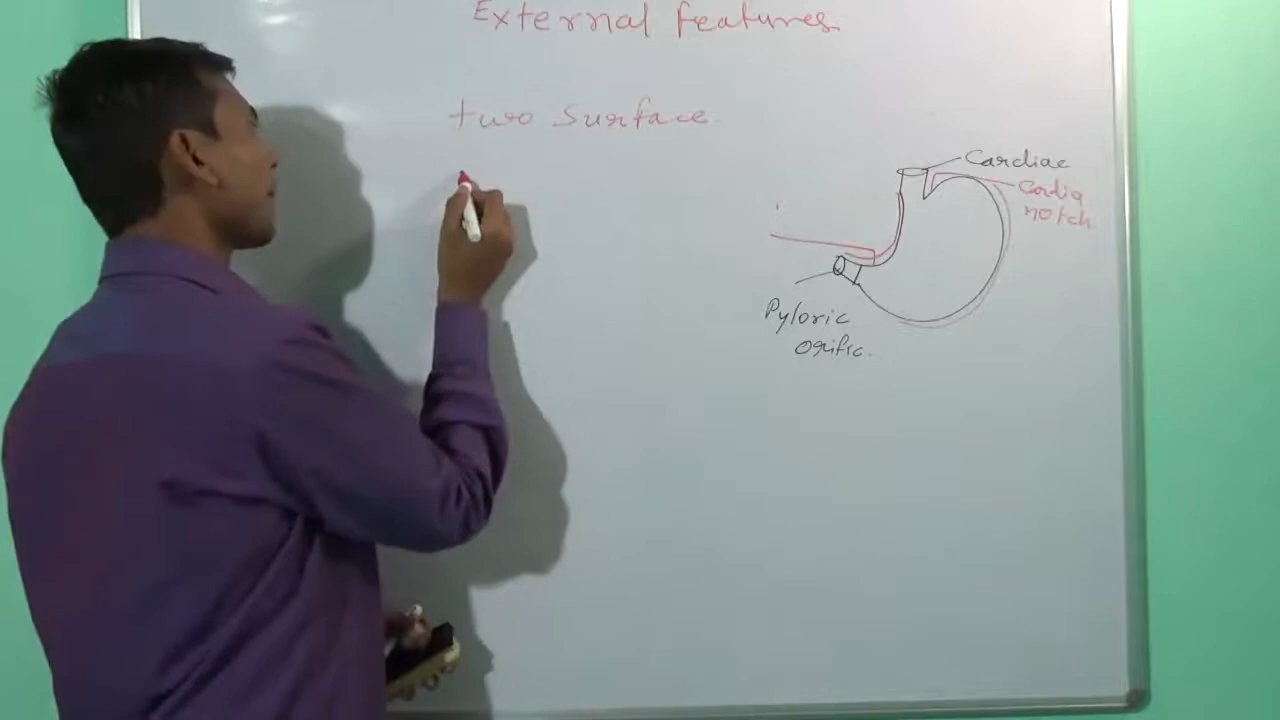 External features
two surface
Cardiac
Cardia
notch
Pyloric
orific.